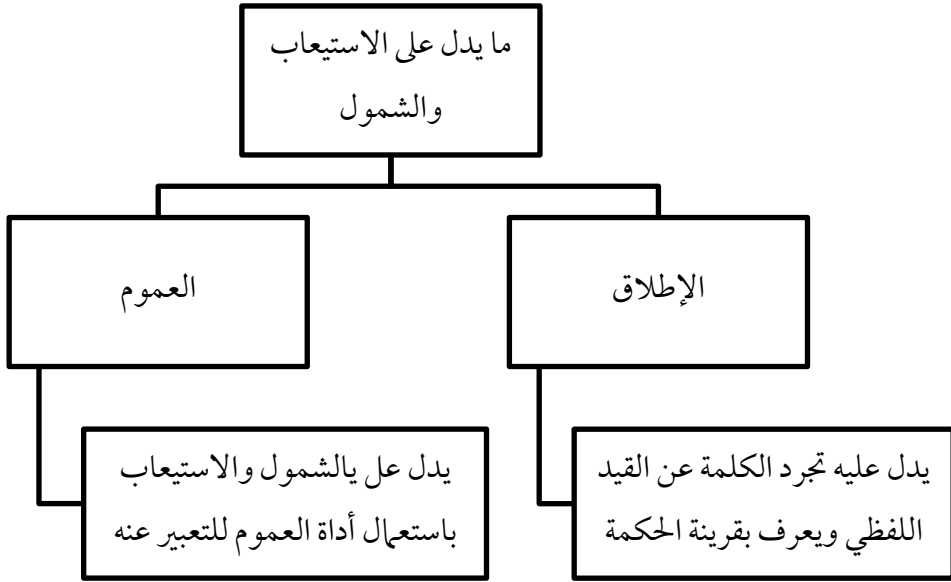 ما يدل على الاستيعاب
والشمول
الإطلاق
العموم
يدل عليه تجرد الكلمة عن القيد
اللفظي ويعرف بقرينة الحكمة
يدل عل يالشمول والاستيعاب
باستعمال أداة العموم للتعبير عنه